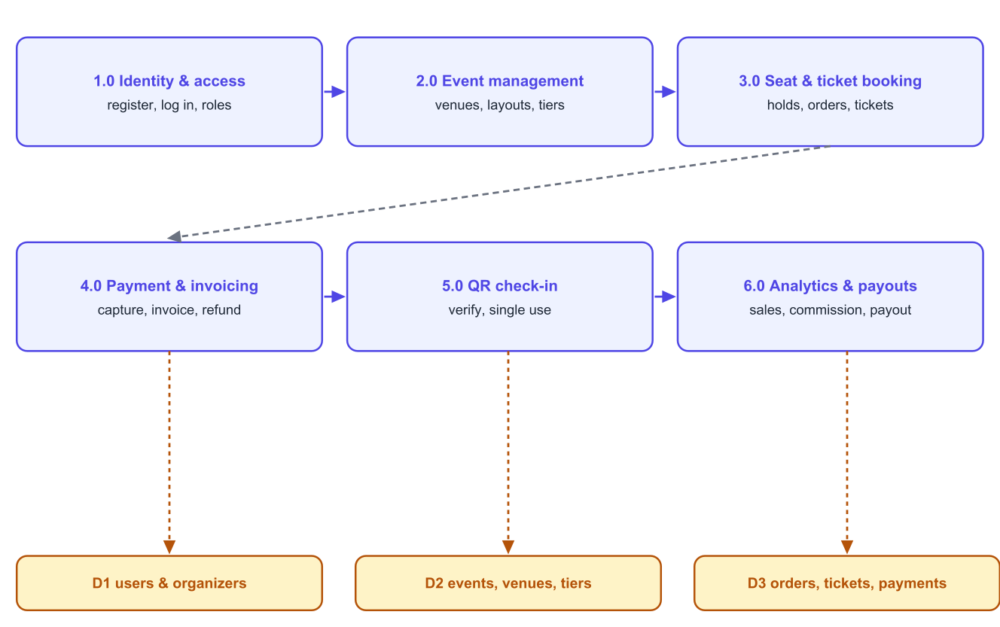 1.0 Identity & access
register, log in, roles
2.0 Event management
venues, layouts, tiers
3.0 Seat & ticket booking
holds, orders, tickets
4.0 Payment & invoicing
capture, invoice, refund
5.0 QR check-in
verify, single use
6.0 Analytics & payouts
sales, commission, payout
D1 users & organizers
D2 events, venues, tiers
D3 orders, tickets, payments